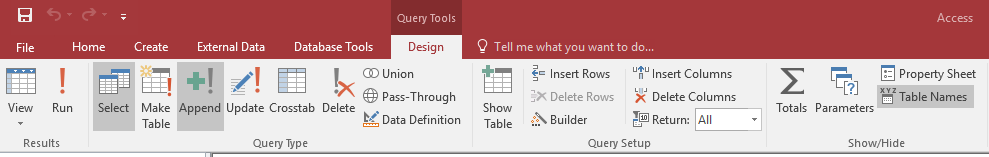 Query Tools
Access
File
Home
Create
External Data
Database Tools
Design
Tell me what you want to do...
View
Run
Results
Select
Make
Table
Append
Update
Crosstab
Delete
Union
Pass-Through
Data Definition
Query Type
Show
Table
Insert Rows
Delete Rows
Builder
Insert Columns
Delete Columns
Return: All
Query Setup
Totals
Parameters
Property Sheet
XYZ
Table Names
Show/Hide